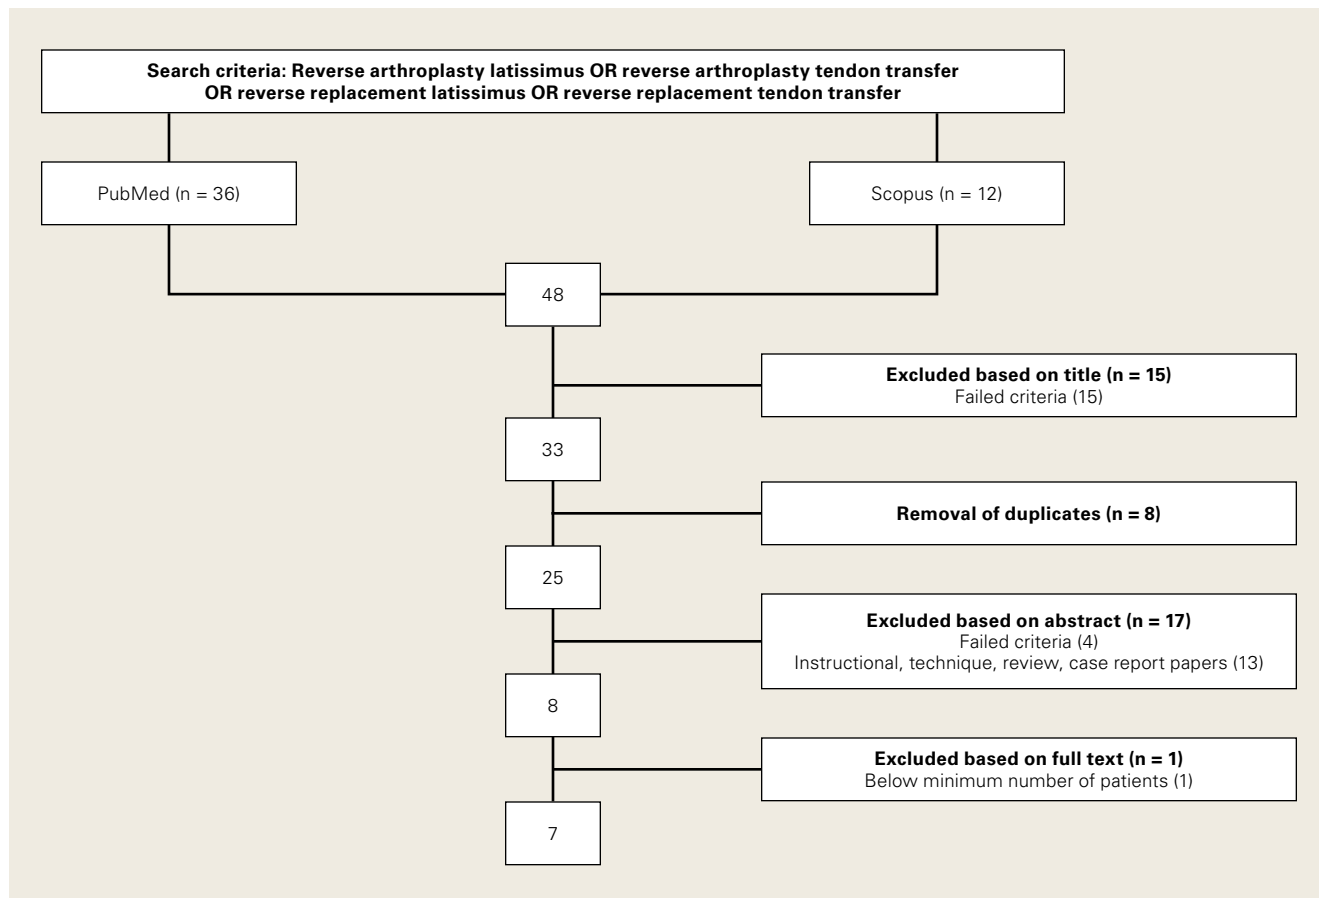 Search criteria: Reverse arthroplasty latissimus OR reverse arthroplasty tendon transfer
OR reverse replacement latissimus OR reverse replacement tendon transfer
PubMed (n = 36)
Scopus (n = 12)
48
Excluded based on title (n = 15)
Failed criteria (15)
33
Removal of duplicates (n = 8)
25
Excluded based on abstract (n = 17)
Failed criteria (4)
Instructional, technique, review, case report papers (13)
8
Excluded based on full text (n = 1)
Below minimum number of patients (1)
7